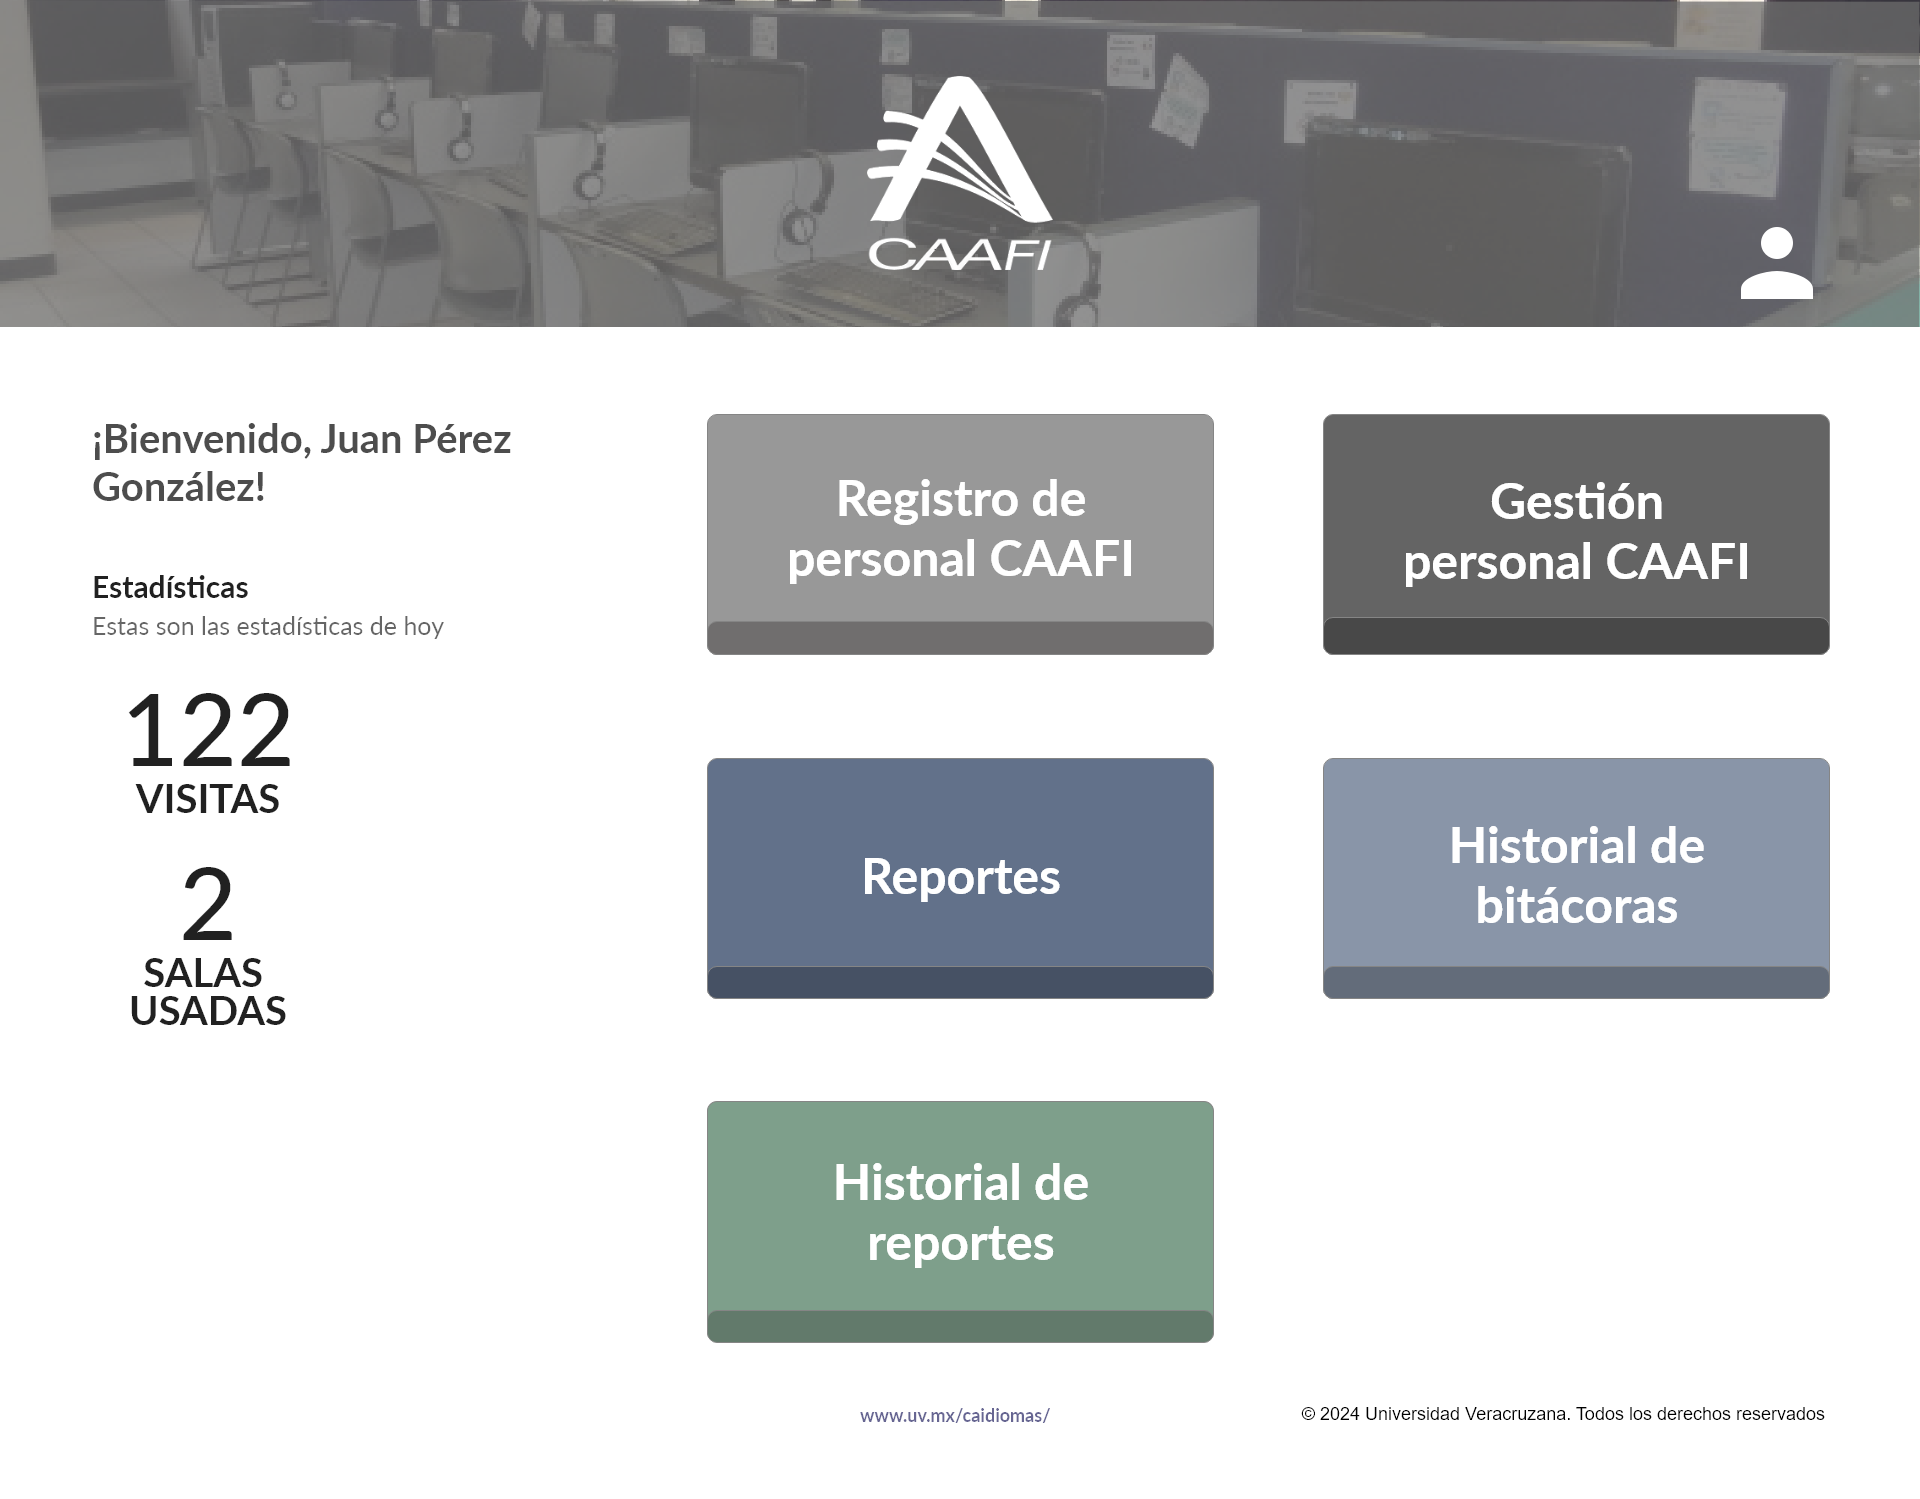 CAAFI
¡Bienvenido, Juan Pérez
González!
Estadísticas
Estas son las estadísticas de hoy
122
VISITAS
2
SALAS
USADAS
Registro de
personal CAAFI
Gestión
personal CAAFI
Reportes
Historial de
bitácoras
Historial de
reportes
www.uv.mx/caidiomas/
© 2024 Universidad Veracruzana. Todos los derechos reservados